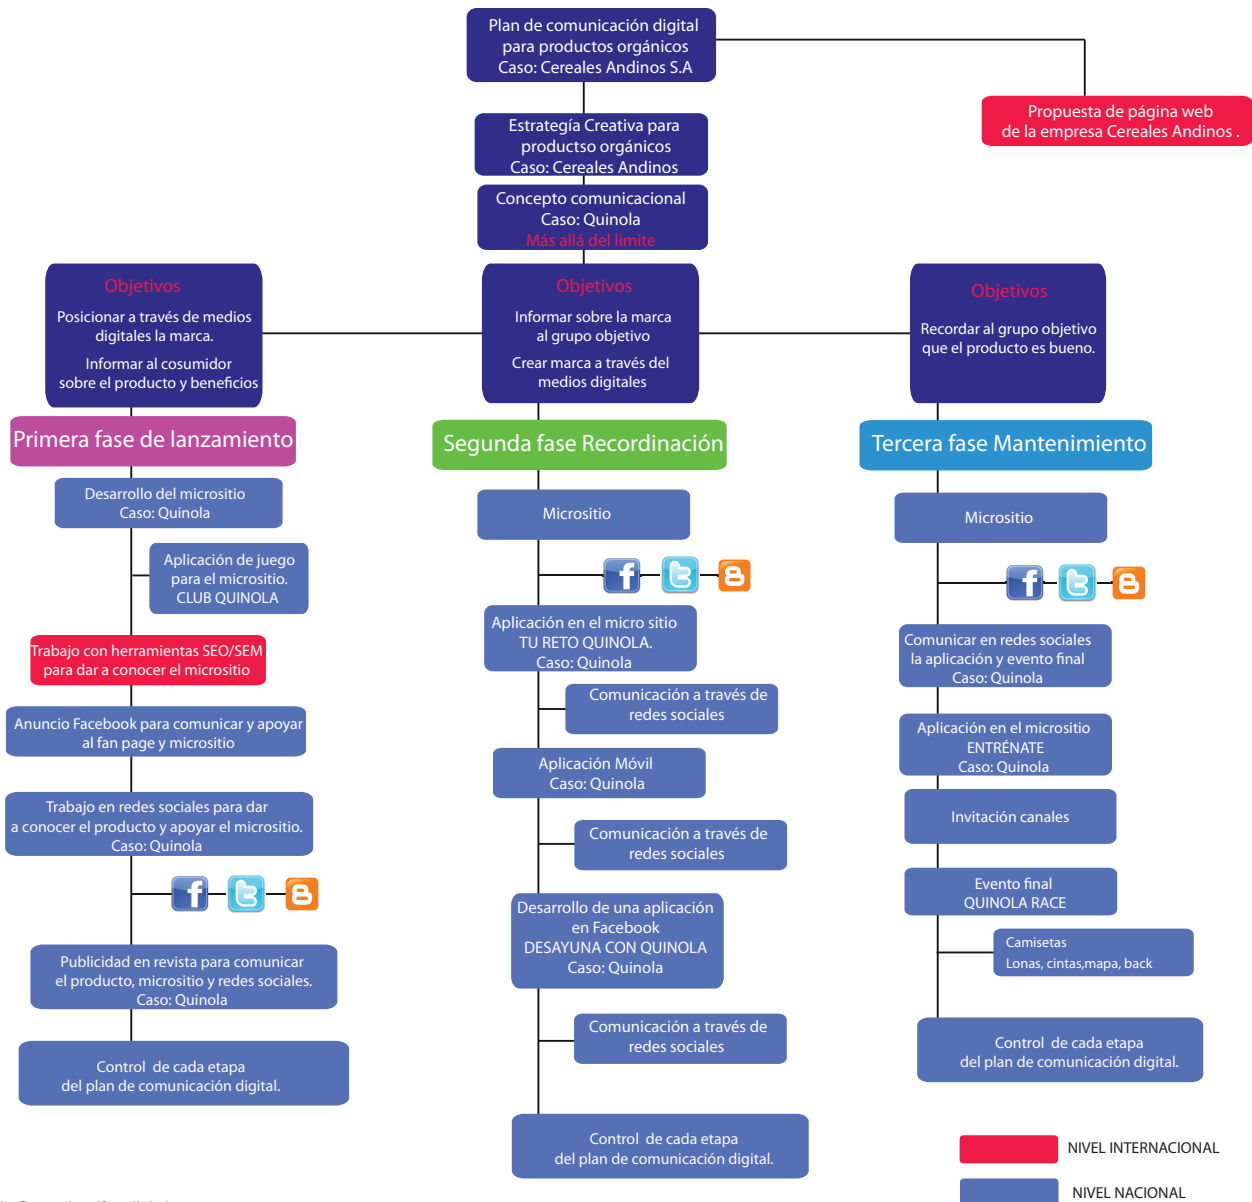 Plan de comunicación digital
para productos orgánicos
Caso: Cereales Andinos S.A
Propuesta de página web
de la empresa Cereales Andinos .
Estrategía Creativa para
productso orgánicos
Caso: Cereales Andinos
Concepto comunicacional
Caso: Quinola
Más allá del limite
Objetivos
Posicionar a través de medios
digitales la marca.
Informar al cosumidor
sobre el producto y beneficios
Objetivos
Informar sobre la marca
al grupo objetivo
Crear marca a través del
medios digitales
Objetivos
Recordar al grupo objetivo
que el producto es bueno.
Primera fase de lanzamiento
Desarrollo del micrositio
Caso: Quinola
Aplicación de juego
para el micrositio.
CLUB QUINOLA
Trabajo con herramientas SEO/SEM
para dar a conocer el micrositio
Anuncio Facebook para comunicar y apoyar
al fan page y micrositio
Trabajo en redes sociales para dar
a conocer el producto y apoyar el micrositio.
Caso: Quinola
Publicidad en revista para comunicar
el producto, micrositio y redes sociales.
Caso: Quinola
Control de cada etapa
del plan de comunicación digital.
Segunda fase Recordinación
Micrositio
Aplicación en el micro sitio
TU RETO QUINOLA.
Caso: Quinola
Comunicación a través de
redes sociales
Aplicación Móvil
Caso: Quinola
Comunicación a través de
redes sociales
Desarrollo de una aplicación
en Facebook
DESAYUNA CON QUINOLA
Caso: Quinola
Comunicación a través de
redes sociales
Control de cada etapa
del plan de comunicación digital.
Tercera fase Mantenimiento
Micrositio
Comunicar en redes sociales
la aplicación y evento final
Caso: Quinola
Aplicación en el micrositio
ENTRÉNATE
Caso: Quinola
Invitación canales
Evento final
QUINOLA RACE
Camisetas
Lonas, cintas,mapa, back
Control de cada etapa
del plan de comunicación digital.
NIVEL INTERNACIONAL
NIVEL NACIONAL